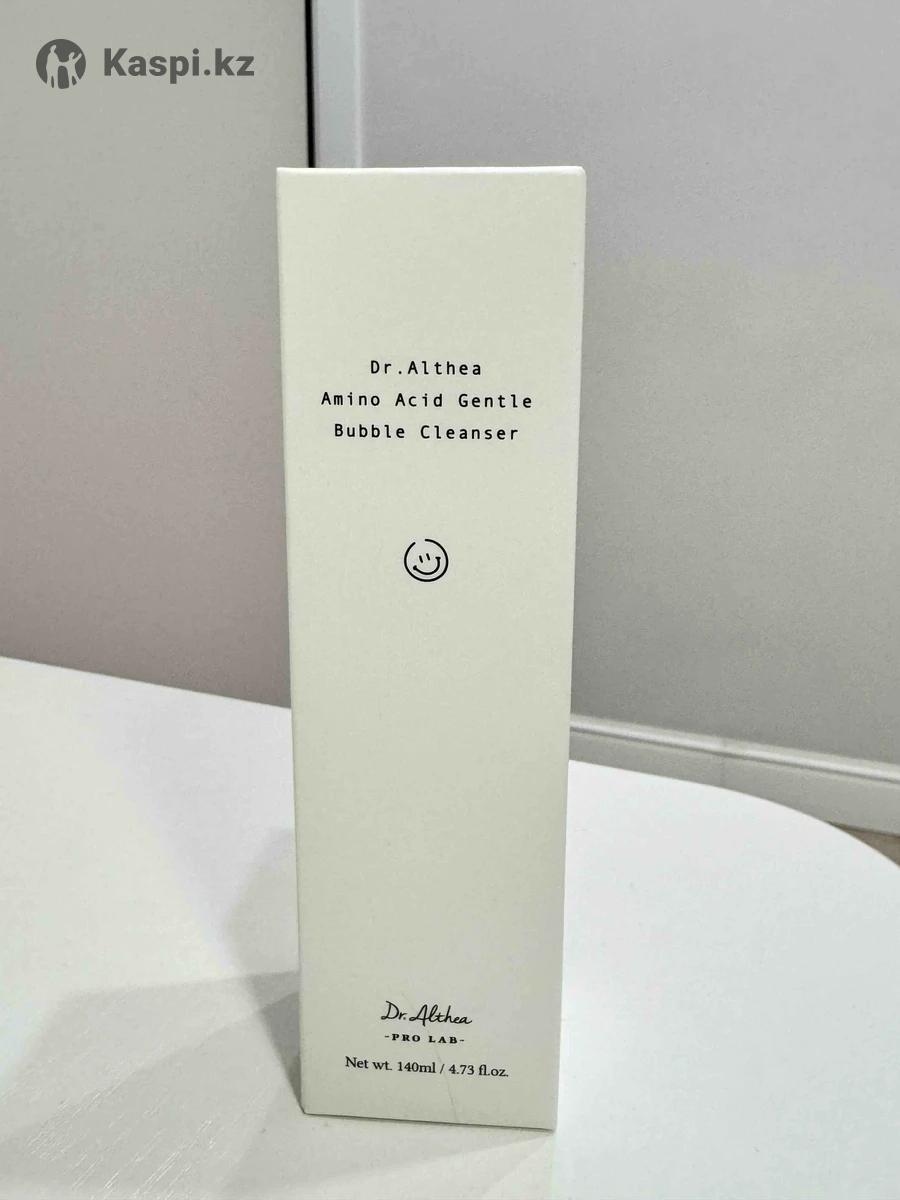 Kaspi.kz
Dr.Althea
Amino Acid Gentle
Bubble Cleanser
Dr. Althea
-PRO LAB-
Net wt. 140ml / 4.73 fl.oz.